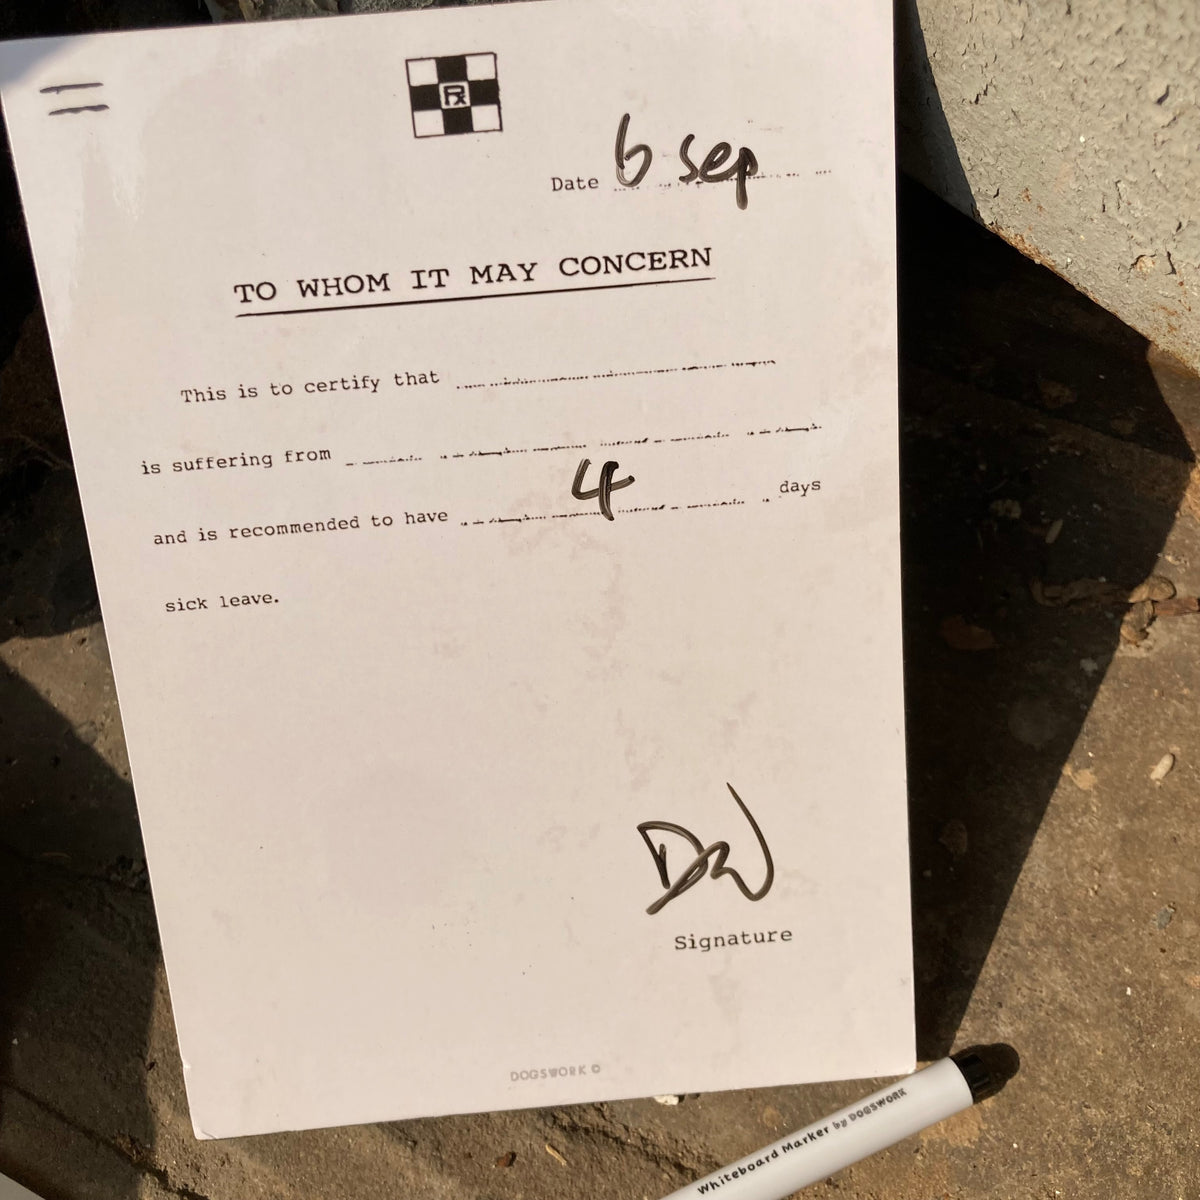 Rx
Date 6 sep
TO WHOM IT MAY CONCERN
This is to certify that
is suffering from
and is recommended to have 4 days
sick leave.
Signature
DOGSWORK ©
Whiteboard Marker by DOGSWORK